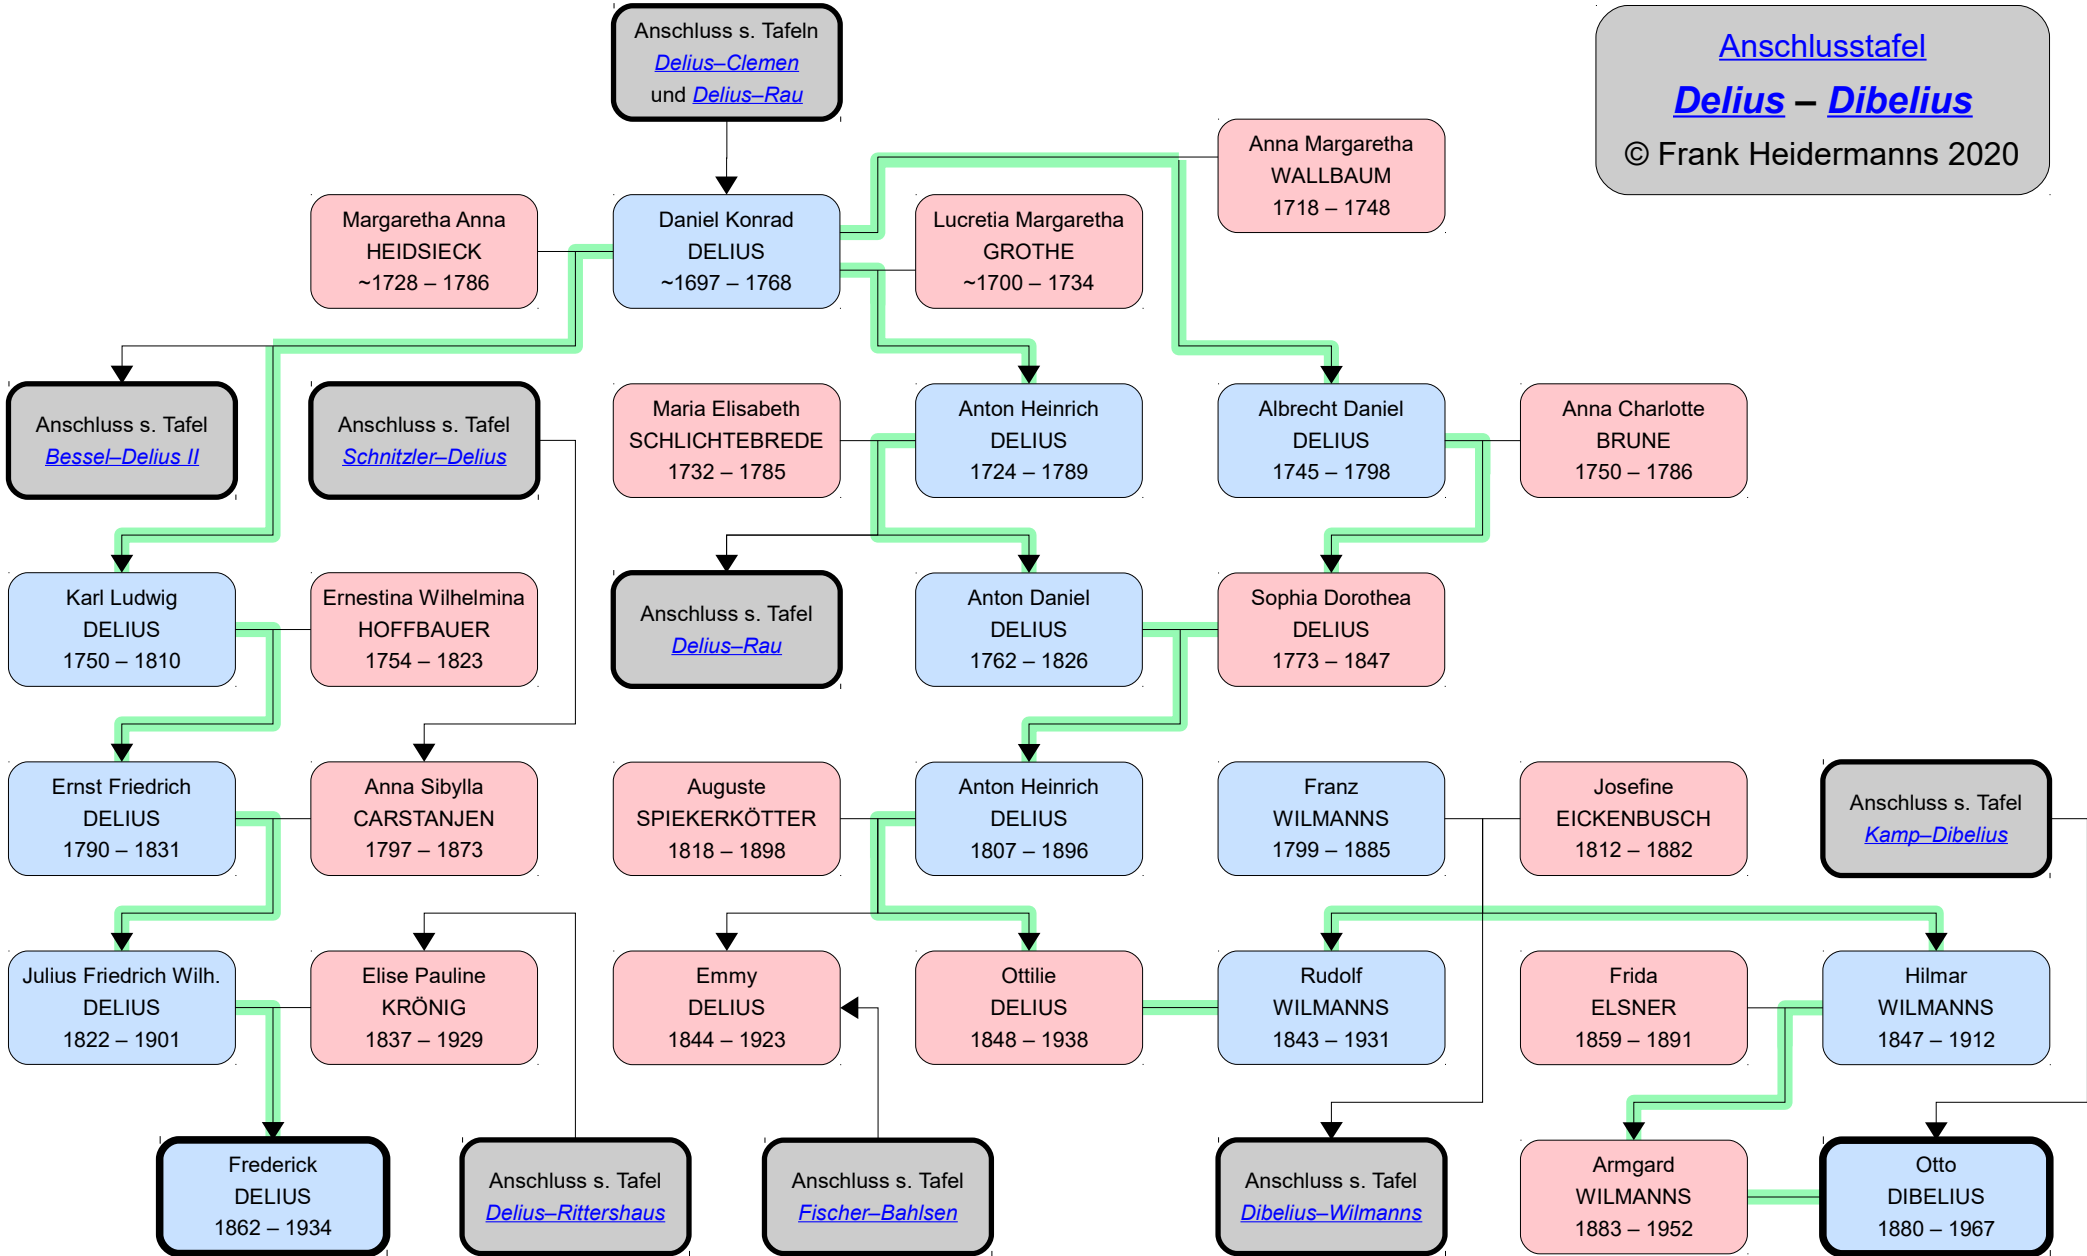 Anschluss s. Tafeln
Delius–Clemen
und Delius–Rau
Anschlusstafel
Delius – Dibelius
© Frank Heidermanns 2020
Anna Margaretha
WALLBAUM
1718 – 1748
Margaretha Anna
HEIDSIECK
~1728 – 1786
Daniel Konrad
DELIUS
~1697 – 1768
Lucretia Margaretha
GROTHE
~1700 – 1734
Anschluss s. Tafel
Bessel–Delius II
Anschluss s. Tafel
Schnitzler–Delius
Maria Elisabeth
SCHLICHTEBREDE
1732 – 1785
Anton Heinrich
DELIUS
1724 – 1789
Albrecht Daniel
DELIUS
1745 – 1798
Anna Charlotte
BRUNE
1750 – 1786
Karl Ludwig
DELIUS
1750 – 1810
Ernestina Wilhelmina
HOFFBAUER
1754 – 1823
Anschluss s. Tafel
Delius–Rau
Anton Daniel
DELIUS
1762 – 1826
Sophia Dorothea
DELIUS
1773 – 1847
Ernst Friedrich
DELIUS
1790 – 1831
Anna Sibylla
CARSTANJEN
1797 – 1873
Auguste
SPIEKERKÖTTER
1818 – 1898
Anton Heinrich
DELIUS
1807 – 1896
Franz
WILMANNS
1799 – 1885
Josefine
EICKENBUSCH
1812 – 1882
Anschluss s. Tafel
Kamp–Dibelius
Julius Friedrich Wilh.
DELIUS
1822 – 1901
Elise Pauline
KRÖNIG
1837 – 1929
Emmy
DELIUS
1844 – 1923
Ottilie
DELIUS
1848 – 1938
Rudolf
WILMANNS
1843 – 1931
Frida
ELSNER
1859 – 1891
Hilmar
WILMANNS
1847 – 1912
Frederick
DELIUS
1862 – 1934
Anschluss s. Tafel
Delius–Rittershaus
Anschluss s. Tafel
Fischer–Bahlsen
Anschluss s. Tafel
Dibelius–Wilmanns
Armgard
WILMANNS
1883 – 1952
Otto
DIBELIUS
1880 – 1967